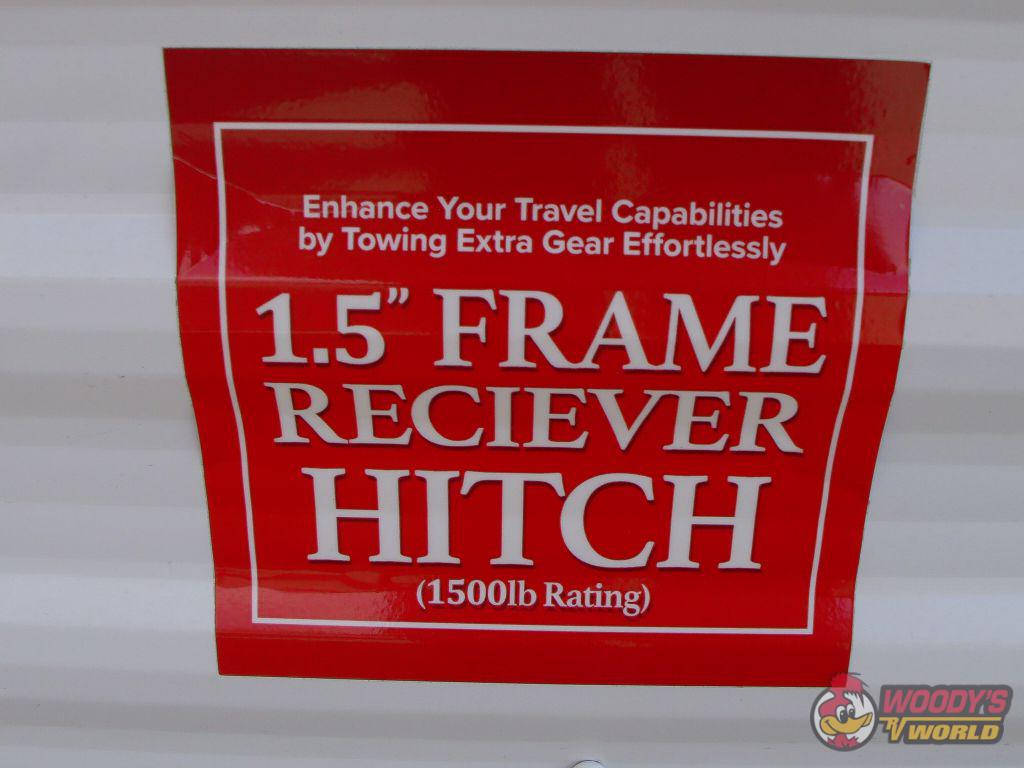 Enhance Your Travel Capabilities
by Towing Extra Gear Effortlessly
1.5" FRAME
RECIEVER
HITCH
(1500lb Rating)
WOODY'S
RV WORLD